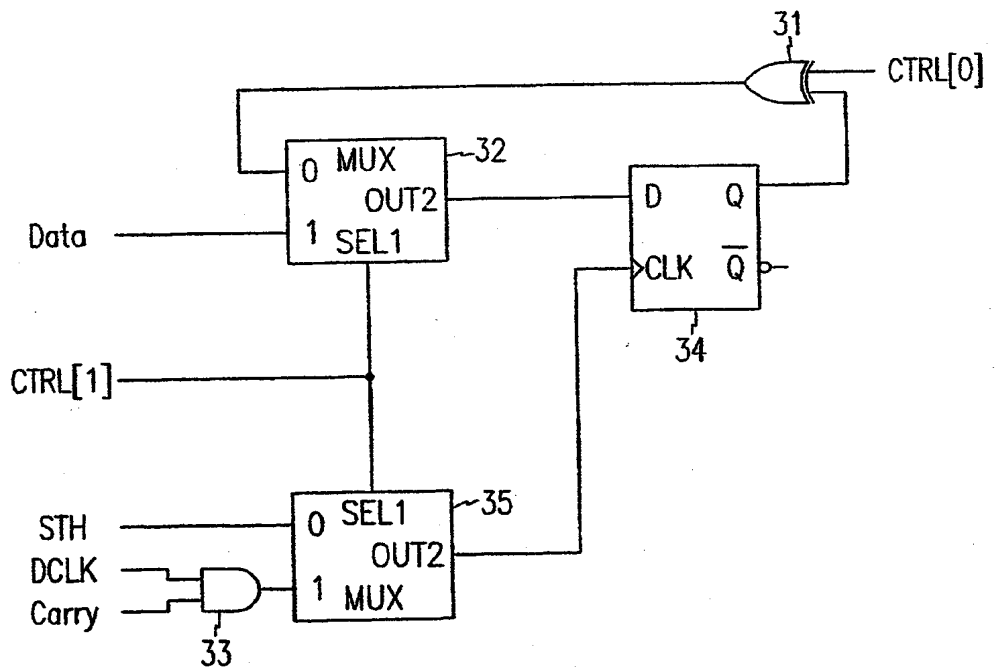 31
CTRL[0]
32
0 MUX
OUT2
Data
1 SEL1
D Q
CLK Q̅
34
CTRL[1]
35
STH
0 SEL1
OUT2
DCLK
1 MUX
Carry
33